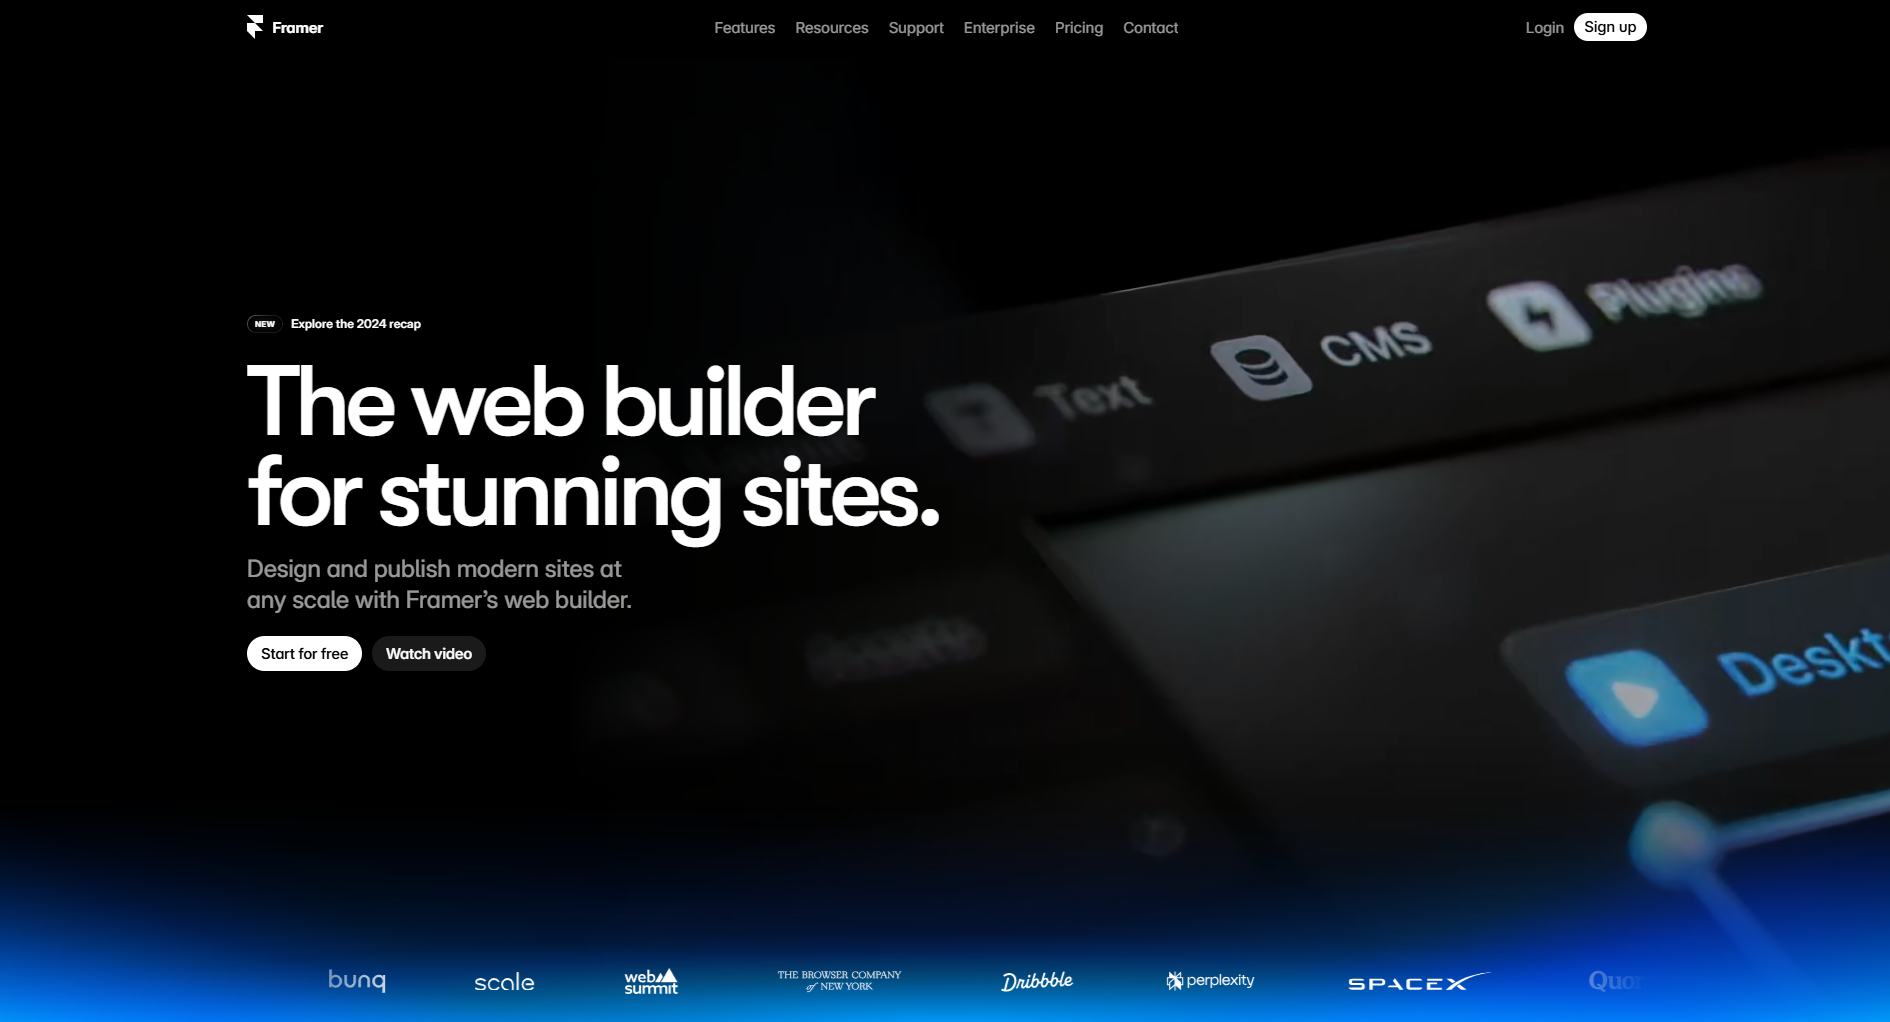 Framer
Features Resources Support Enterprise Pricing Contact
Login Sign up
NEW Explore the 2024 recap
The web builder
for stunning sites.
Design and publish modern sites at
any scale with Framer’s web builder.
Start for free Watch video
Text
CMS
Plugins
bunq
scale
web
summit
THE BROWSER COMPANY
of NEW YORK
Dribbble
perplexity
SPACEX